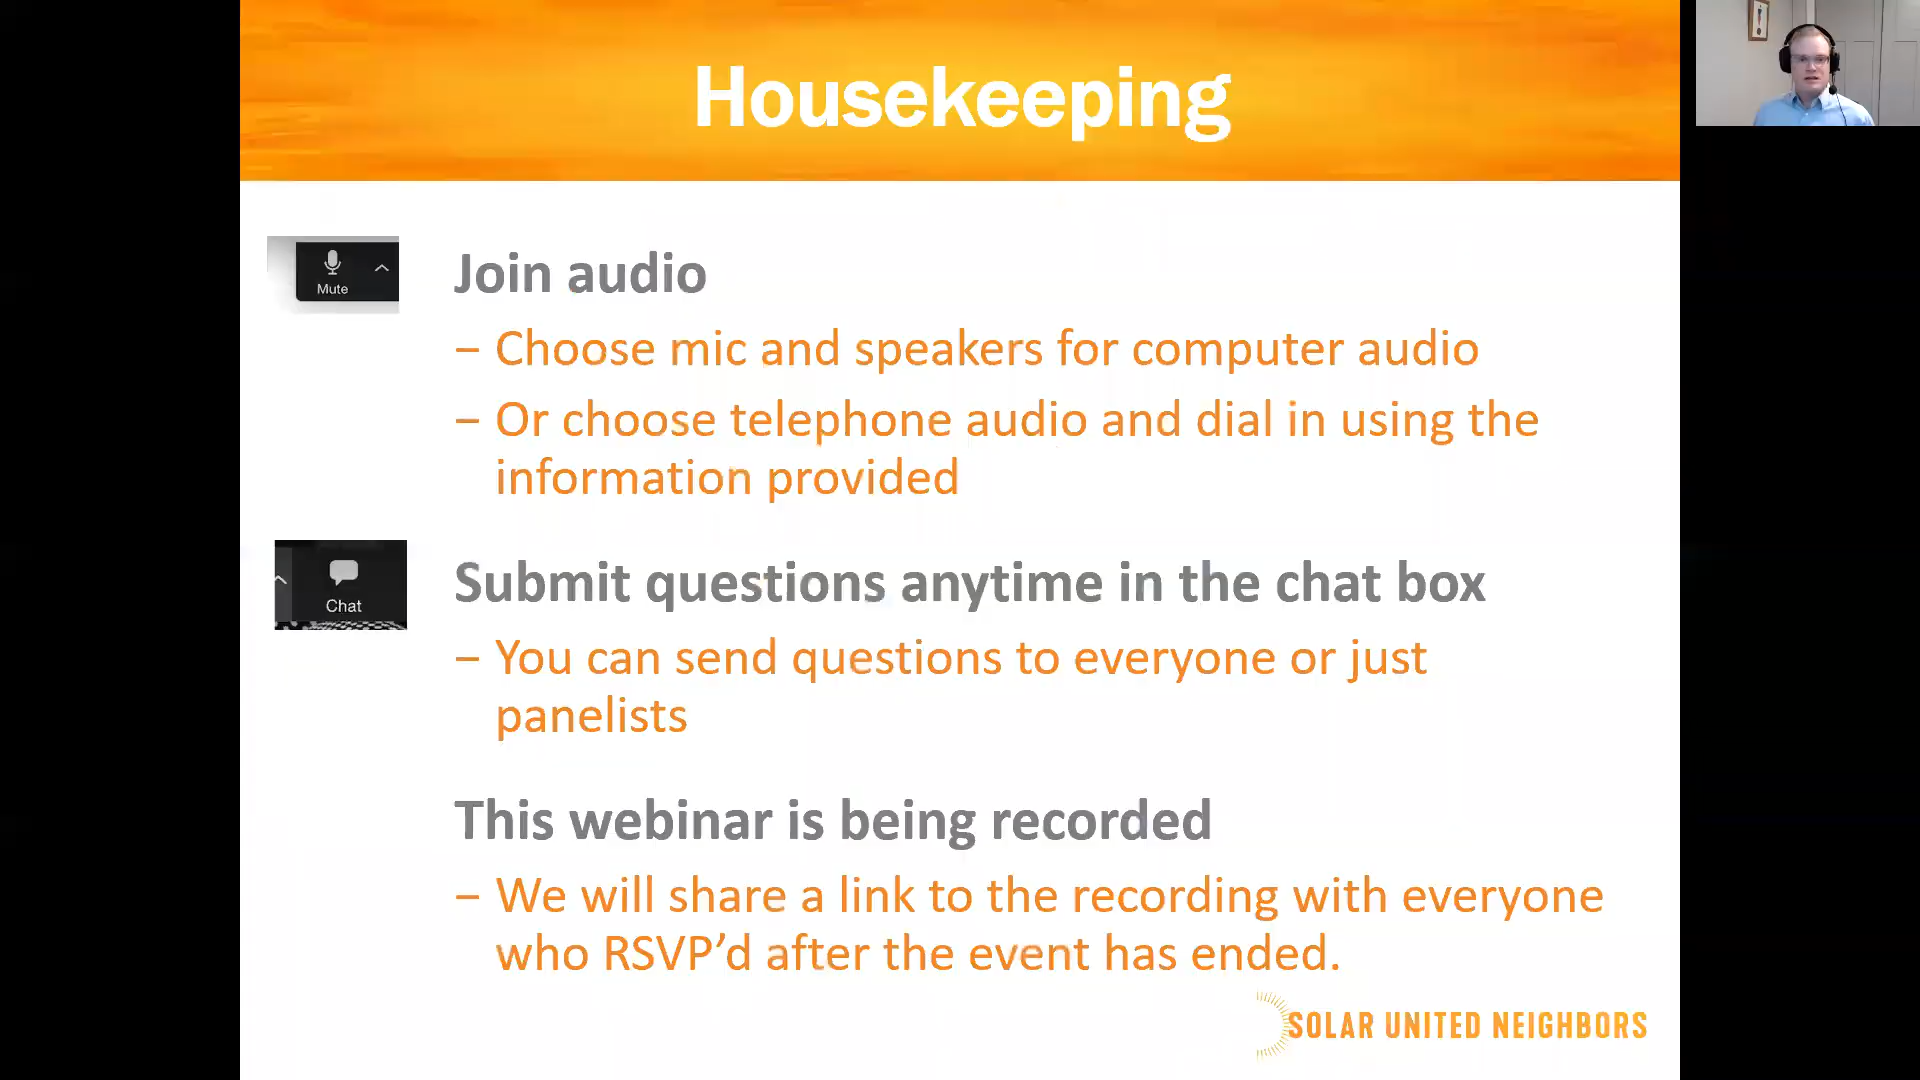 Housekeeping
Mute
Join audio
– Choose mic and speakers for computer audio
– Or choose telephone audio and dial in using the
information provided
Chat
Submit questions anytime in the chat box
– You can send questions to everyone or just
panelists
This webinar is being recorded
– We will share a link to the recording with everyone
who RSVP’d after the event has ended.
SOLAR UNITED NEIGHBORS